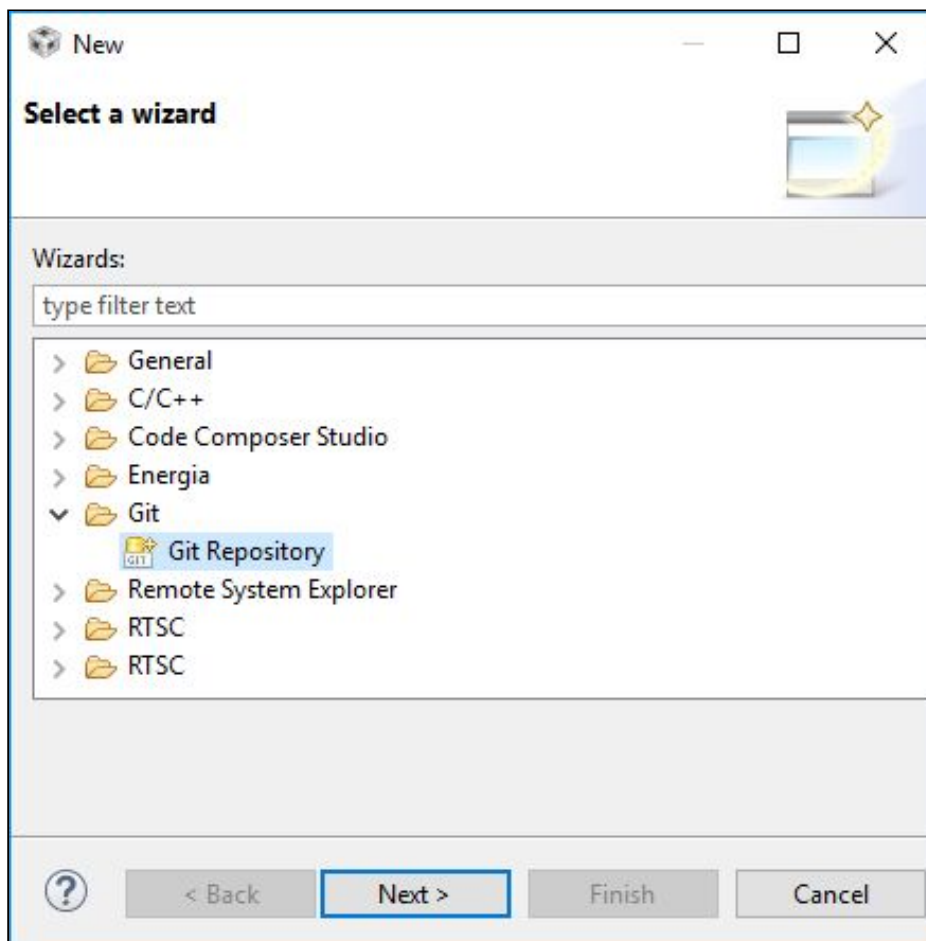 New
Select a wizard
Wizards:
type filter text
General
C/C++
Code Composer Studio
Energia
Git
GIT Git Repository
Remote System Explorer
RTSC
RTSC
? < Back Next > Finish Cancel